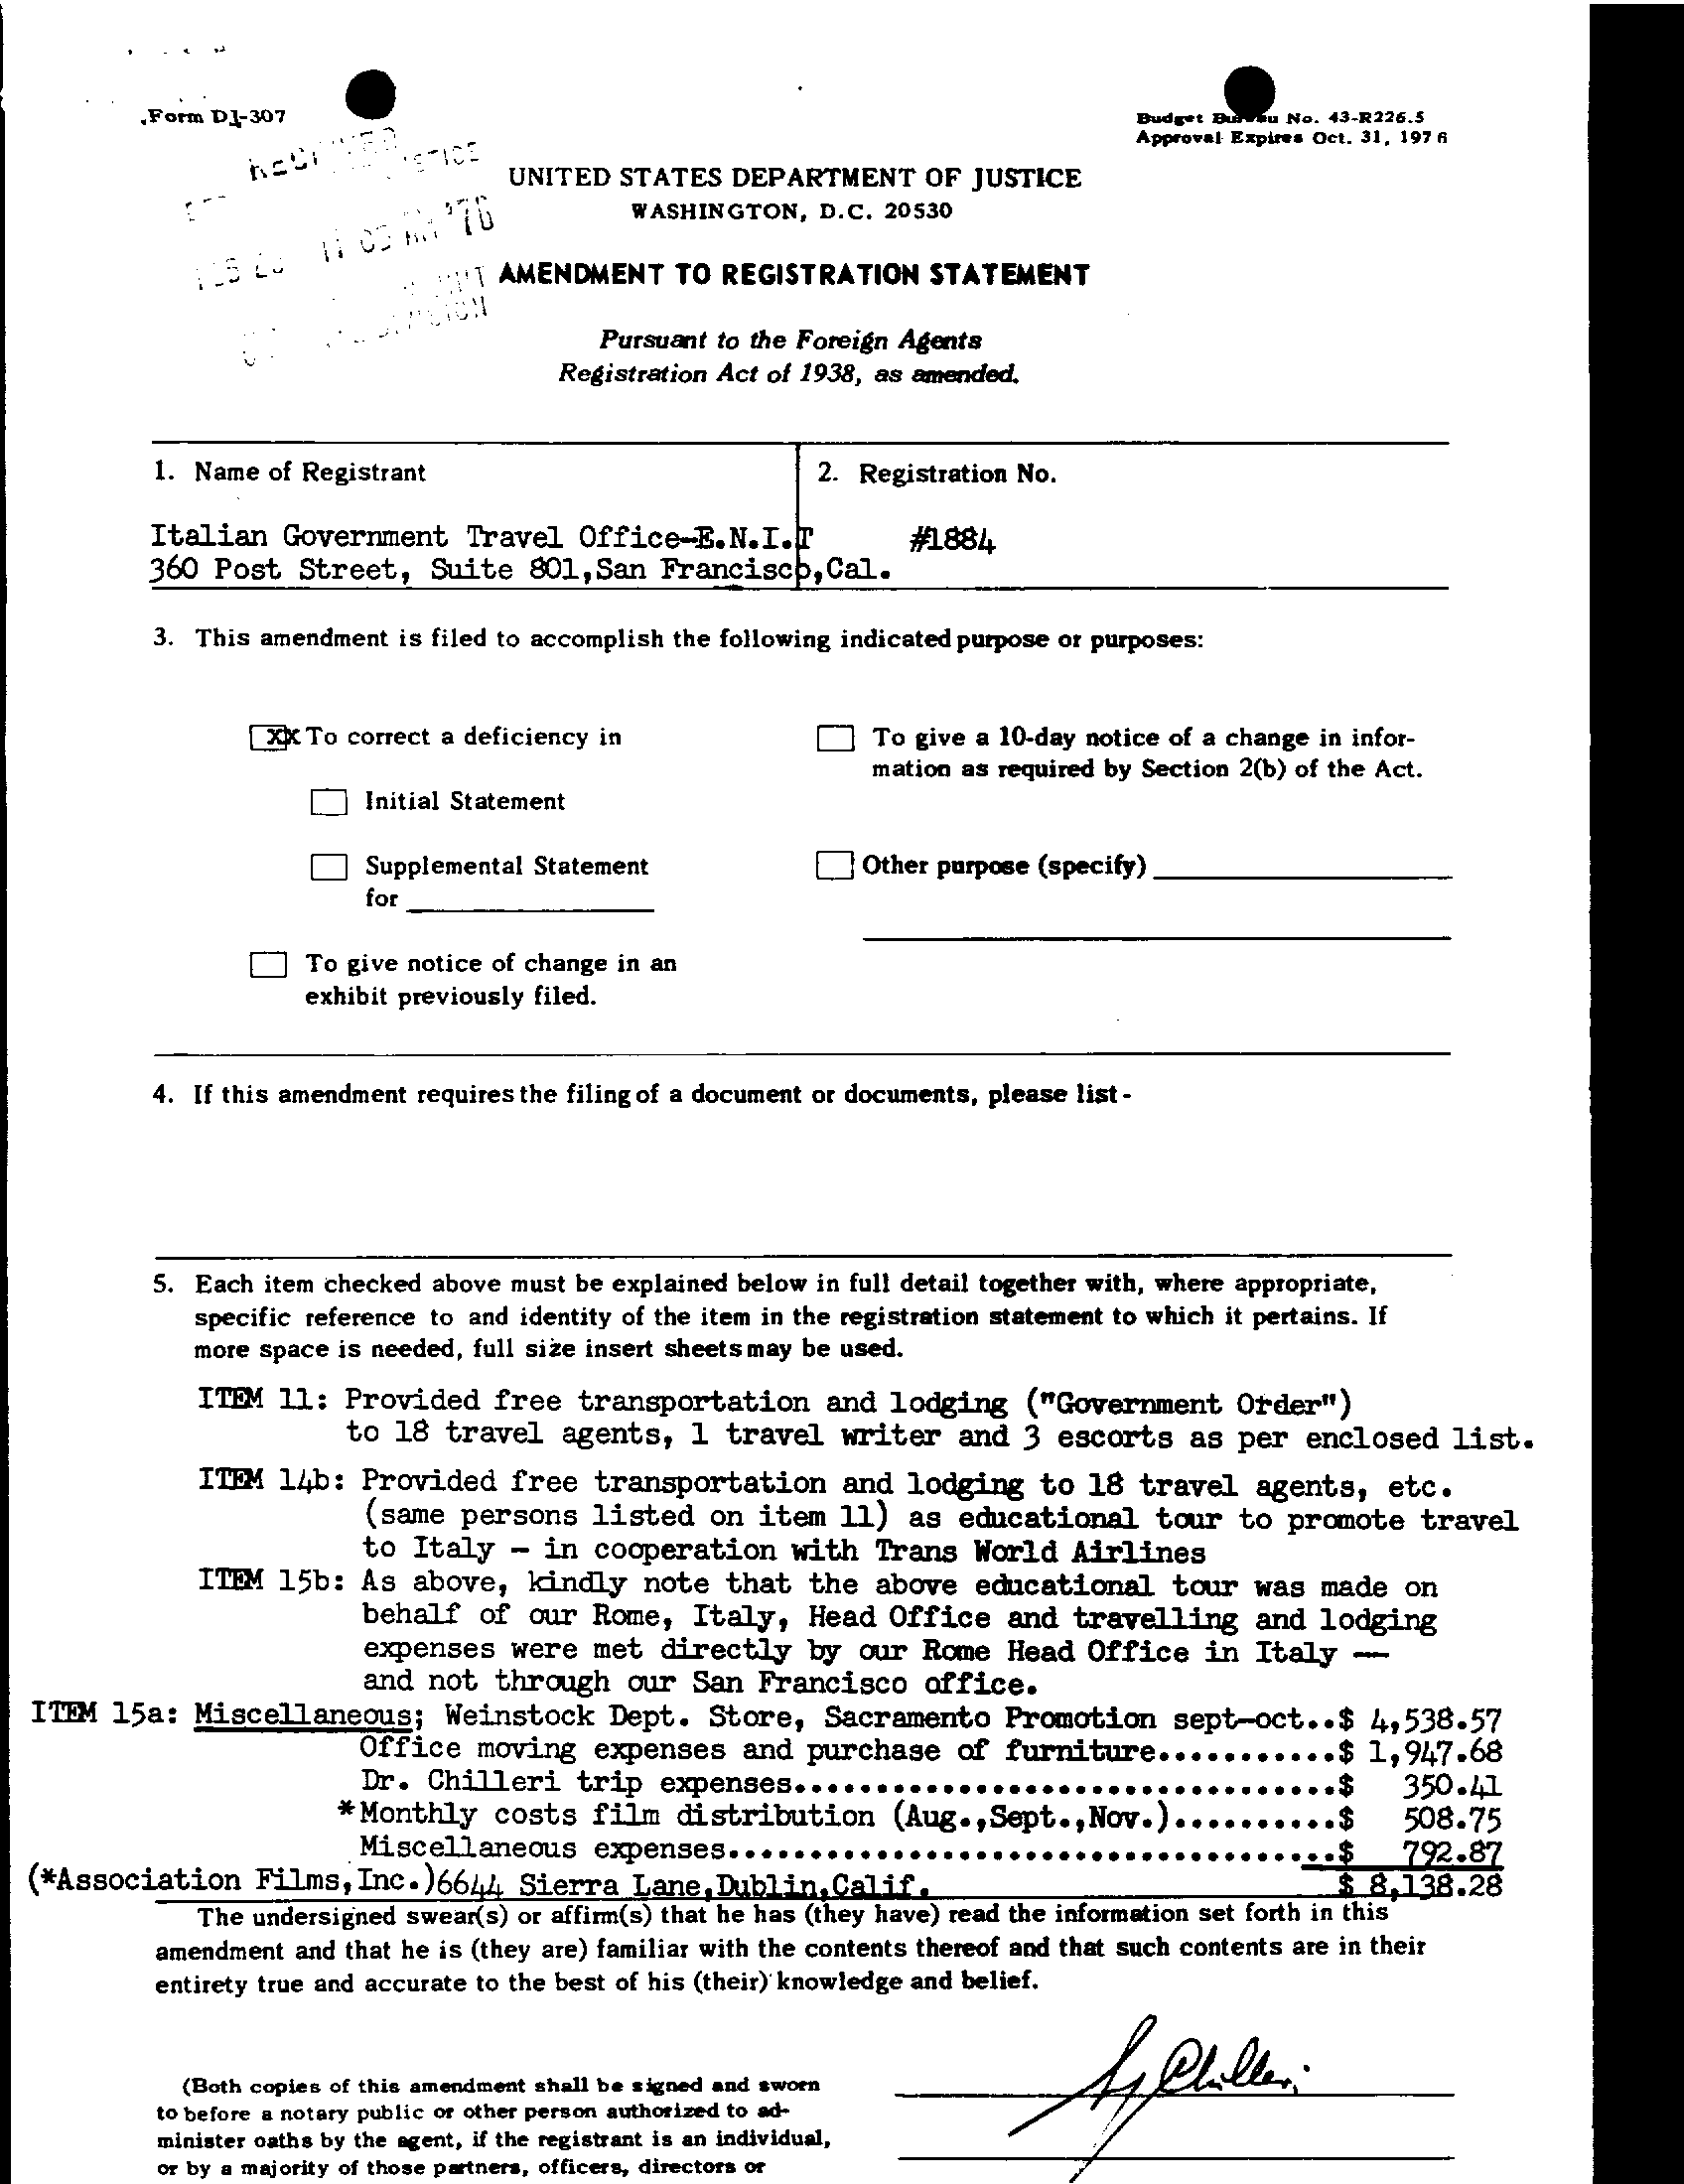 Form DJ-307
Budget Bureau No. 43-R226.5
Approval Expires Oct. 31, 1976
UNITED STATES DEPARTMENT OF JUSTICE
WASHINGTON, D.C. 20530
11 03 AM '76
AMENDMENT TO REGISTRATION STATEMENT
Pursuant to the Foreign Agents
Registration Act of 1938, as amended.
1. Name of Registrant
2. Registration No.
Italian Government Travel Office-E.N.I.T #1884
360 Post Street, Suite 801,San Francisco,Cal.
3. This amendment is filed to accomplish the following indicated purpose or purposes:
xx To correct a deficiency in
Initial Statement
Supplemental Statement
for
To give notice of change in an
exhibit previously filed.
To give a 10-day notice of a change in infor-
mation as required by Section 2(b) of the Act.
Other purpose (specify)
4. If this amendment requires the filing of a document or documents, please list -
5. Each item checked above must be explained below in full detail together with, where appropriate,
specific reference to and identity of the item in the registration statement to which it pertains. If
more space is needed, full size insert sheets may be used.
ITEM 11: Provided free transportation and lodging ("Government Order")
to 18 travel agents, 1 travel writer and 3 escorts as per enclosed list.
ITEM 14b: Provided free transportation and lodging to 18 travel agents, etc.
(same persons listed on item 11) as educational tour to promote travel
to Italy - in cooperation with Trans World Airlines
ITEM 15b: As above, kindly note that the above educational tour was made on
behalf of our Rome, Italy, Head Office and travelling and lodging
expenses were met directly by our Rome Head Office in Italy --
and not through our San Francisco office.
ITEM 15a: Miscellaneous; Weinstock Dept. Store, Sacramento Promotion sept-oct..$ 4,538.57
Office moving expenses and purchase of furniture...........$ 1,947.68
Dr. Chilleri trip expenses.................................$ 350.41
*Monthly costs film distribution (Aug.,Sept.,Nov.)..........$ 508.75
Miscellaneous expenses.....................................$ 792.87
(*Association Films,Inc.)6644 Sierra Lane,Dublin,Calif. $ 8,138.28
The undersigned swear(s) or affirm(s) that he has (they have) read the information set forth in this
amendment and that he is (they are) familiar with the contents thereof and that such contents are in their
entirety true and accurate to the best of his (their) knowledge and belief.
Chilleri
(Both copies of this amendment shall be signed and sworn
to before a notary public or other person authorized to ad-
minister oaths by the agent, if the registrant is an individual,
or by a majority of those partners, officers, directors or